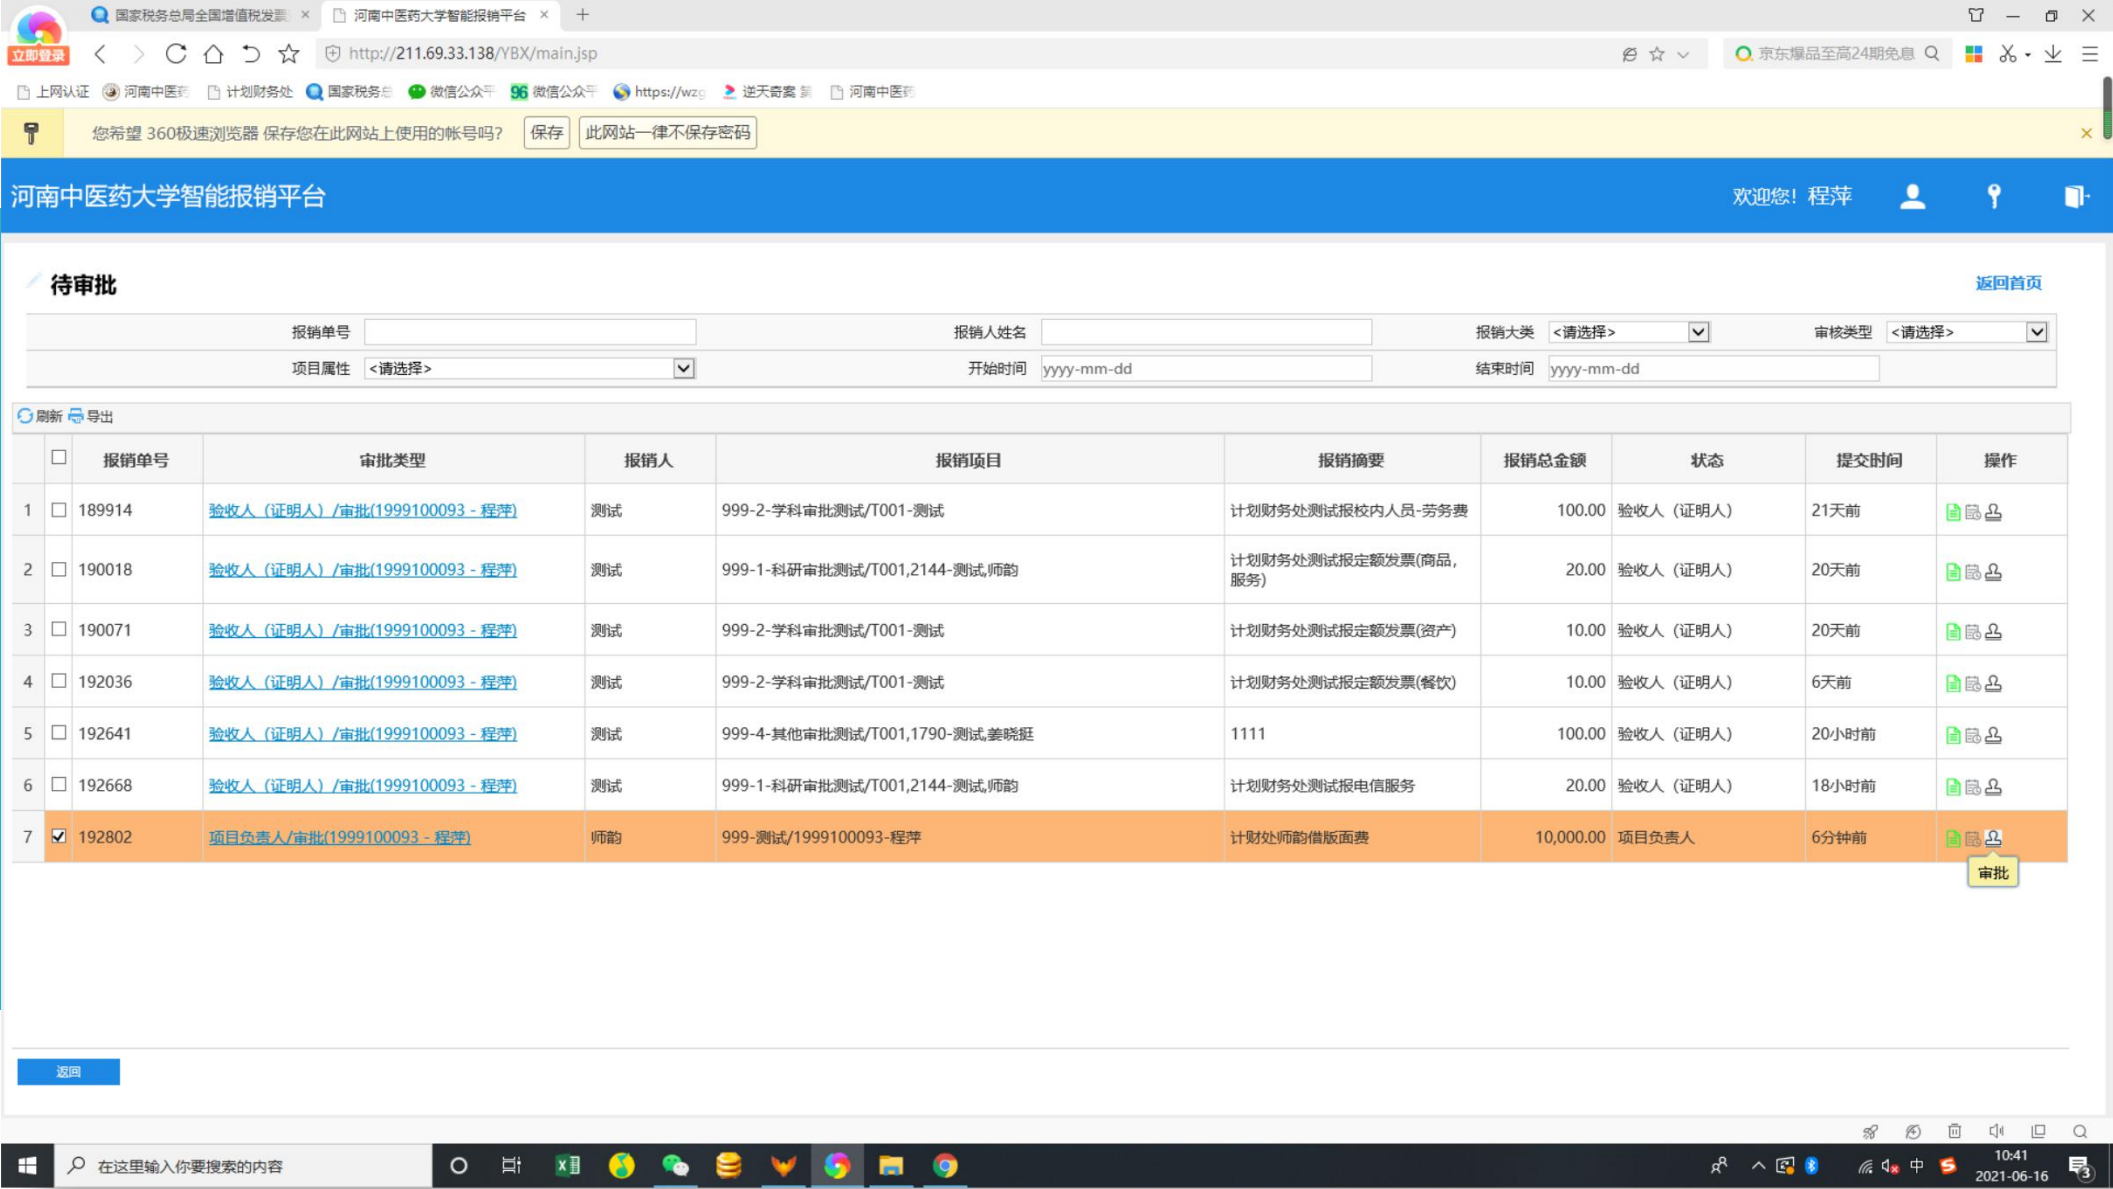 国家税务总局全国增值税发票 × 河南中医药大学智能报销平台 ×
立即登录 http://211.69.33.138/YBX/main.jsp 京东爆品至高24期免息
上网认证 河南中医药 计划财务处 国家税务总 微信公众平 96 微信公众平 https://wzg 逆天奇案 第 河南中医药
您希望 360极速浏览器 保存您在此网站上使用的帐号吗? 保存 此网站一律不保存密码
河南中医药大学智能报销平台 欢迎您! 程萍
待审批 返回首页
报销单号 报销人姓名 报销大类 <请选择> 审核类型 <请选择>
项目属性 <请选择> 开始时间 yyyy-mm-dd 结束时间 yyyy-mm-dd
刷新 导出
报销单号 审批类型 报销人 报销项目 报销摘要 报销总金额 状态 提交时间 操作
1 189914 验收人（证明人）/审批(1999100093 - 程萍) 测试 999-2-学科审批测试/T001-测试 计划财务处测试报校内人员-劳务费 100.00 验收人（证明人） 21天前
2 190018 验收人（证明人）/审批(1999100093 - 程萍) 测试 999-1-科研审批测试/T001,2144-测试,师韵 计划财务处测试报定额发票(商品，服务) 20.00 验收人（证明人） 20天前
3 190071 验收人（证明人）/审批(1999100093 - 程萍) 测试 999-2-学科审批测试/T001-测试 计划财务处测试报定额发票(资产) 10.00 验收人（证明人） 20天前
4 192036 验收人（证明人）/审批(1999100093 - 程萍) 测试 999-2-学科审批测试/T001-测试 计划财务处测试报定额发票(餐饮) 10.00 验收人（证明人） 6天前
5 192641 验收人（证明人）/审批(1999100093 - 程萍) 测试 999-4-其他审批测试/T001,1790-测试,姜晓挺 1111 100.00 验收人（证明人） 20小时前
6 192668 验收人（证明人）/审批(1999100093 - 程萍) 测试 999-1-科研审批测试/T001,2144-测试,师韵 计划财务处测试报电信服务 20.00 验收人（证明人） 18小时前
7 192802 项目负责人/审批(1999100093 - 程萍) 师韵 999-测试/1999100093-程萍 计财处师韵借版面费 10,000.00 项目负责人 6分钟前
审批
返回
在这里输入你要搜索的内容 中 10:41
2021-06-16 3